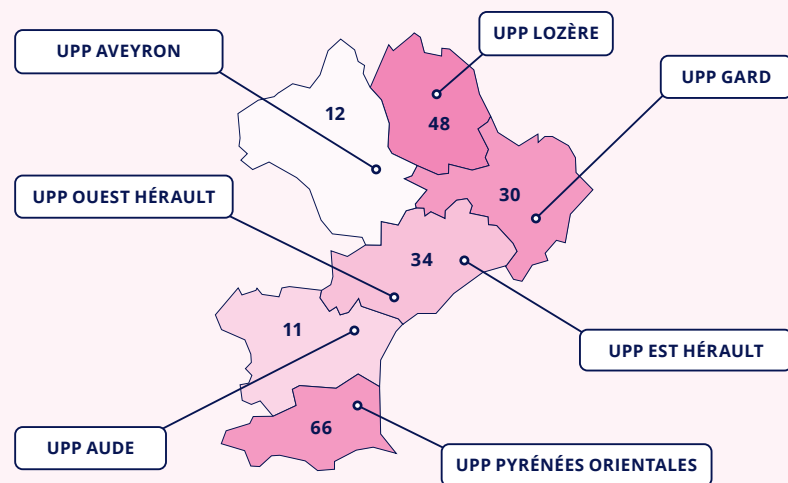 UPP LOZÈRE
UPP AVEYRON
UPP GARD
12
48
UPP OUEST HÉRAULT
30
34
11
UPP EST HÉRAULT
66
UPP AUDE
UPP PYRÉNÉES ORIENTALES